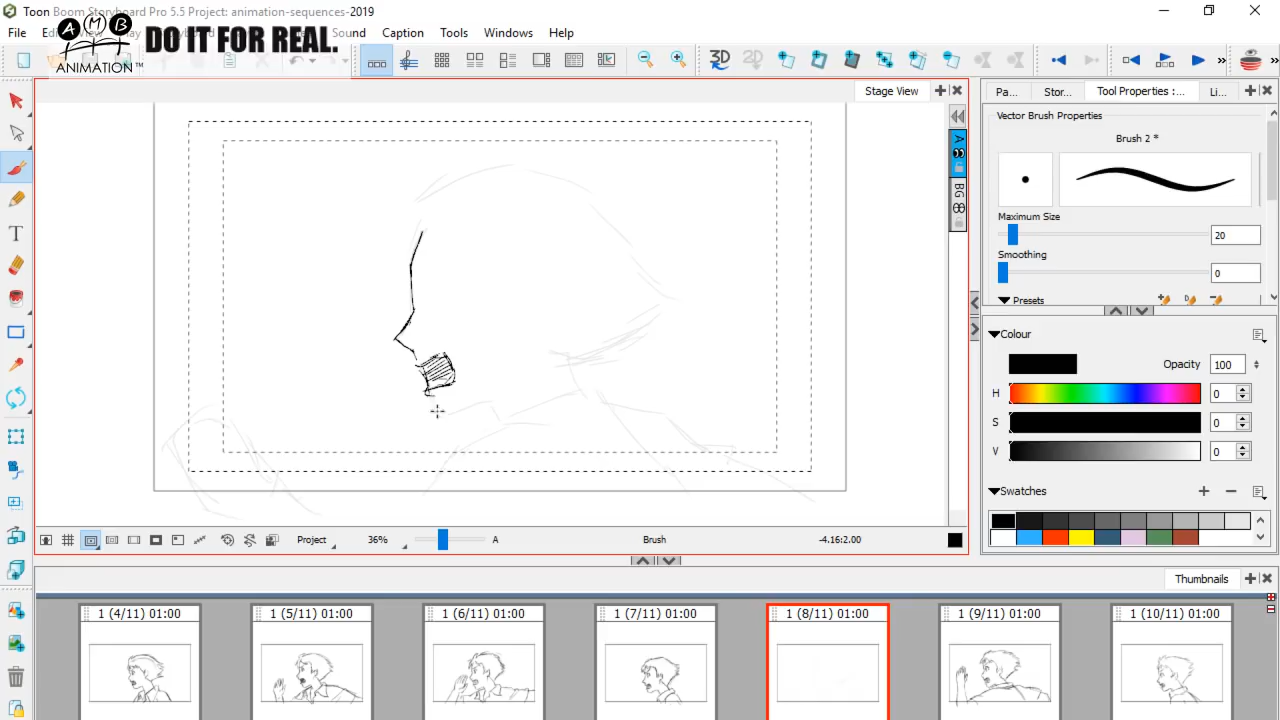 Toon Boom Storyboard Pro 5.5 Project: animation-sequences-2019
AMB
ANIMATION™
DO IT FOR REAL.
File
Sound
Caption
Tools
Windows
Help
3D
2D
Stage View
A
BG
Pa...
Stor...
Tool Properties :...
Li...
Vector Brush Properties
Brush 2 *
Maximum Size
20
Smoothing
0
Presets
Colour
Opacity 100
H 0
S 0
V 0
Swatches
Project
36%
A
Brush
-4.16:2.00
Thumbnails
1 (4/11) 01:00
1 (5/11) 01:00
1 (6/11) 01:00
1 (7/11) 01:00
1 (8/11) 01:00
1 (9/11) 01:00
1 (10/11) 01:00